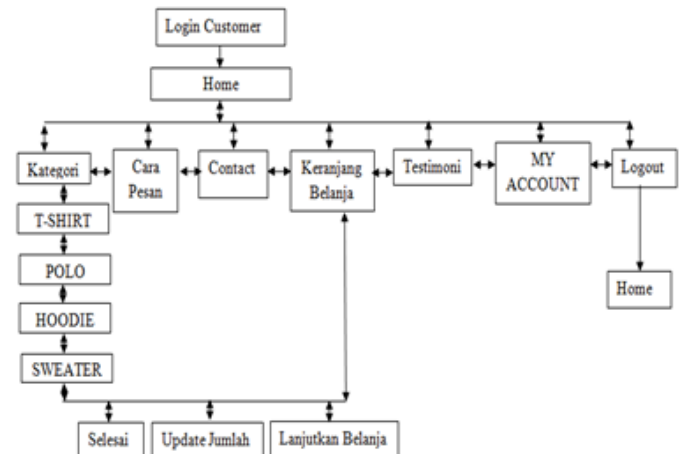 Login Customer
Home
Kategori
Cara
Pesan
Contact
Keranjang
Belanja
Testimoni
MY
ACCOUNT
Logout
T-SHIRT
POLO
HOODIE
SWEATER
Home
Selesai
Update Jumlah
Lanjutkan Belanja